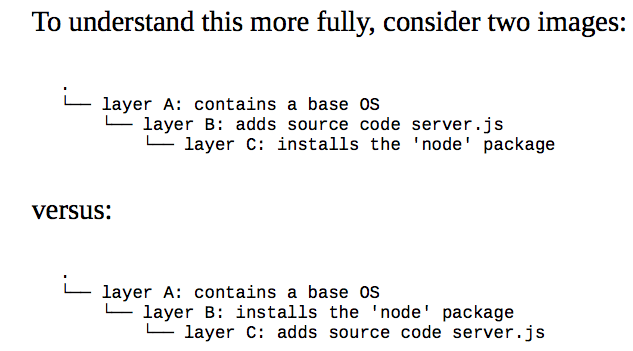 To understand this more fully, consider two images:
.
└── layer A: contains a base OS
    └── layer B: adds source code server.js
        └── layer C: installs the 'node' package
versus:
.
└── layer A: contains a base OS
    └── layer B: installs the 'node' package
        └── layer C: adds source code server.js